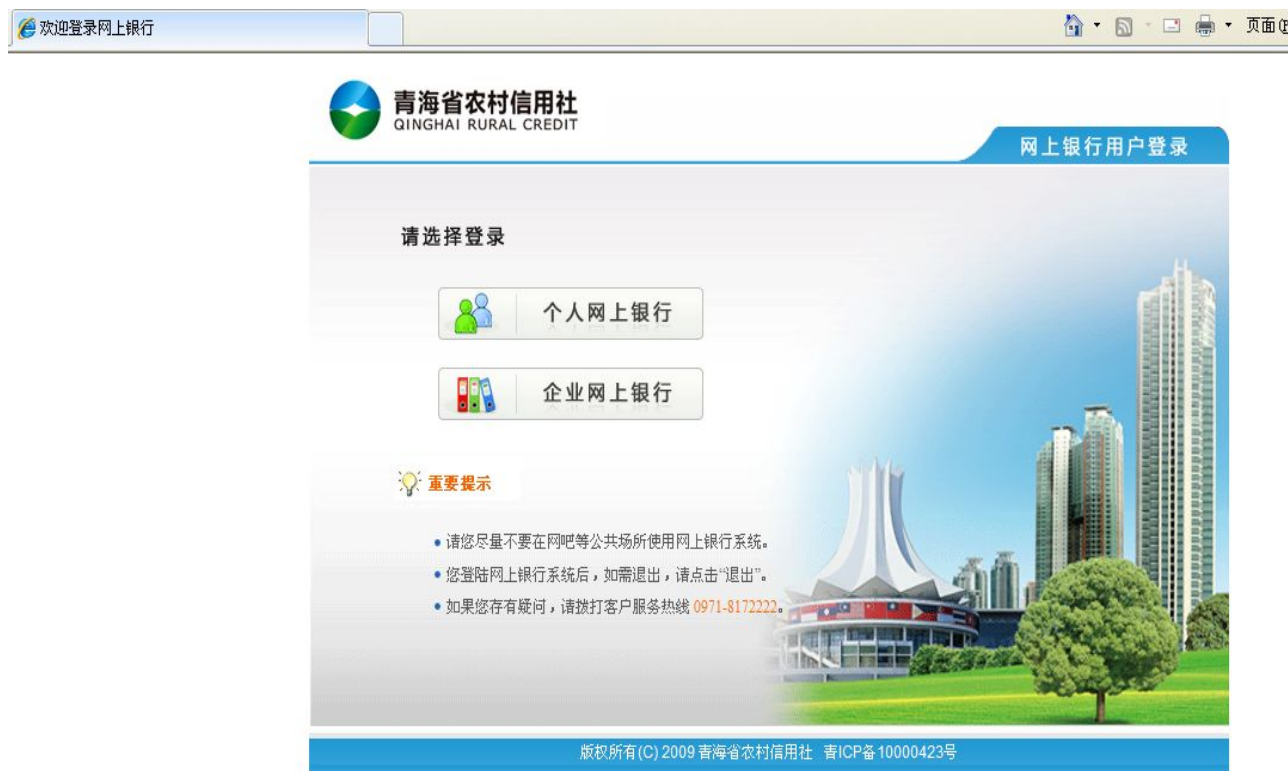 欢迎登录网上银行
页面(P
青海省农村信用社
QINGHAI RURAL CREDIT
网上银行用户登录
请选择登录
个人网上银行
企业网上银行
重要提示
请您尽量不要在网吧等公共场所使用网上银行系统。
您登陆网上银行系统后，如需退出，请点击“退出”。
如果您存有疑问，请拨打客户服务热线 0971-8172222。
版权所有(C) 2009 青海省农村信用社 青ICP备10000423号